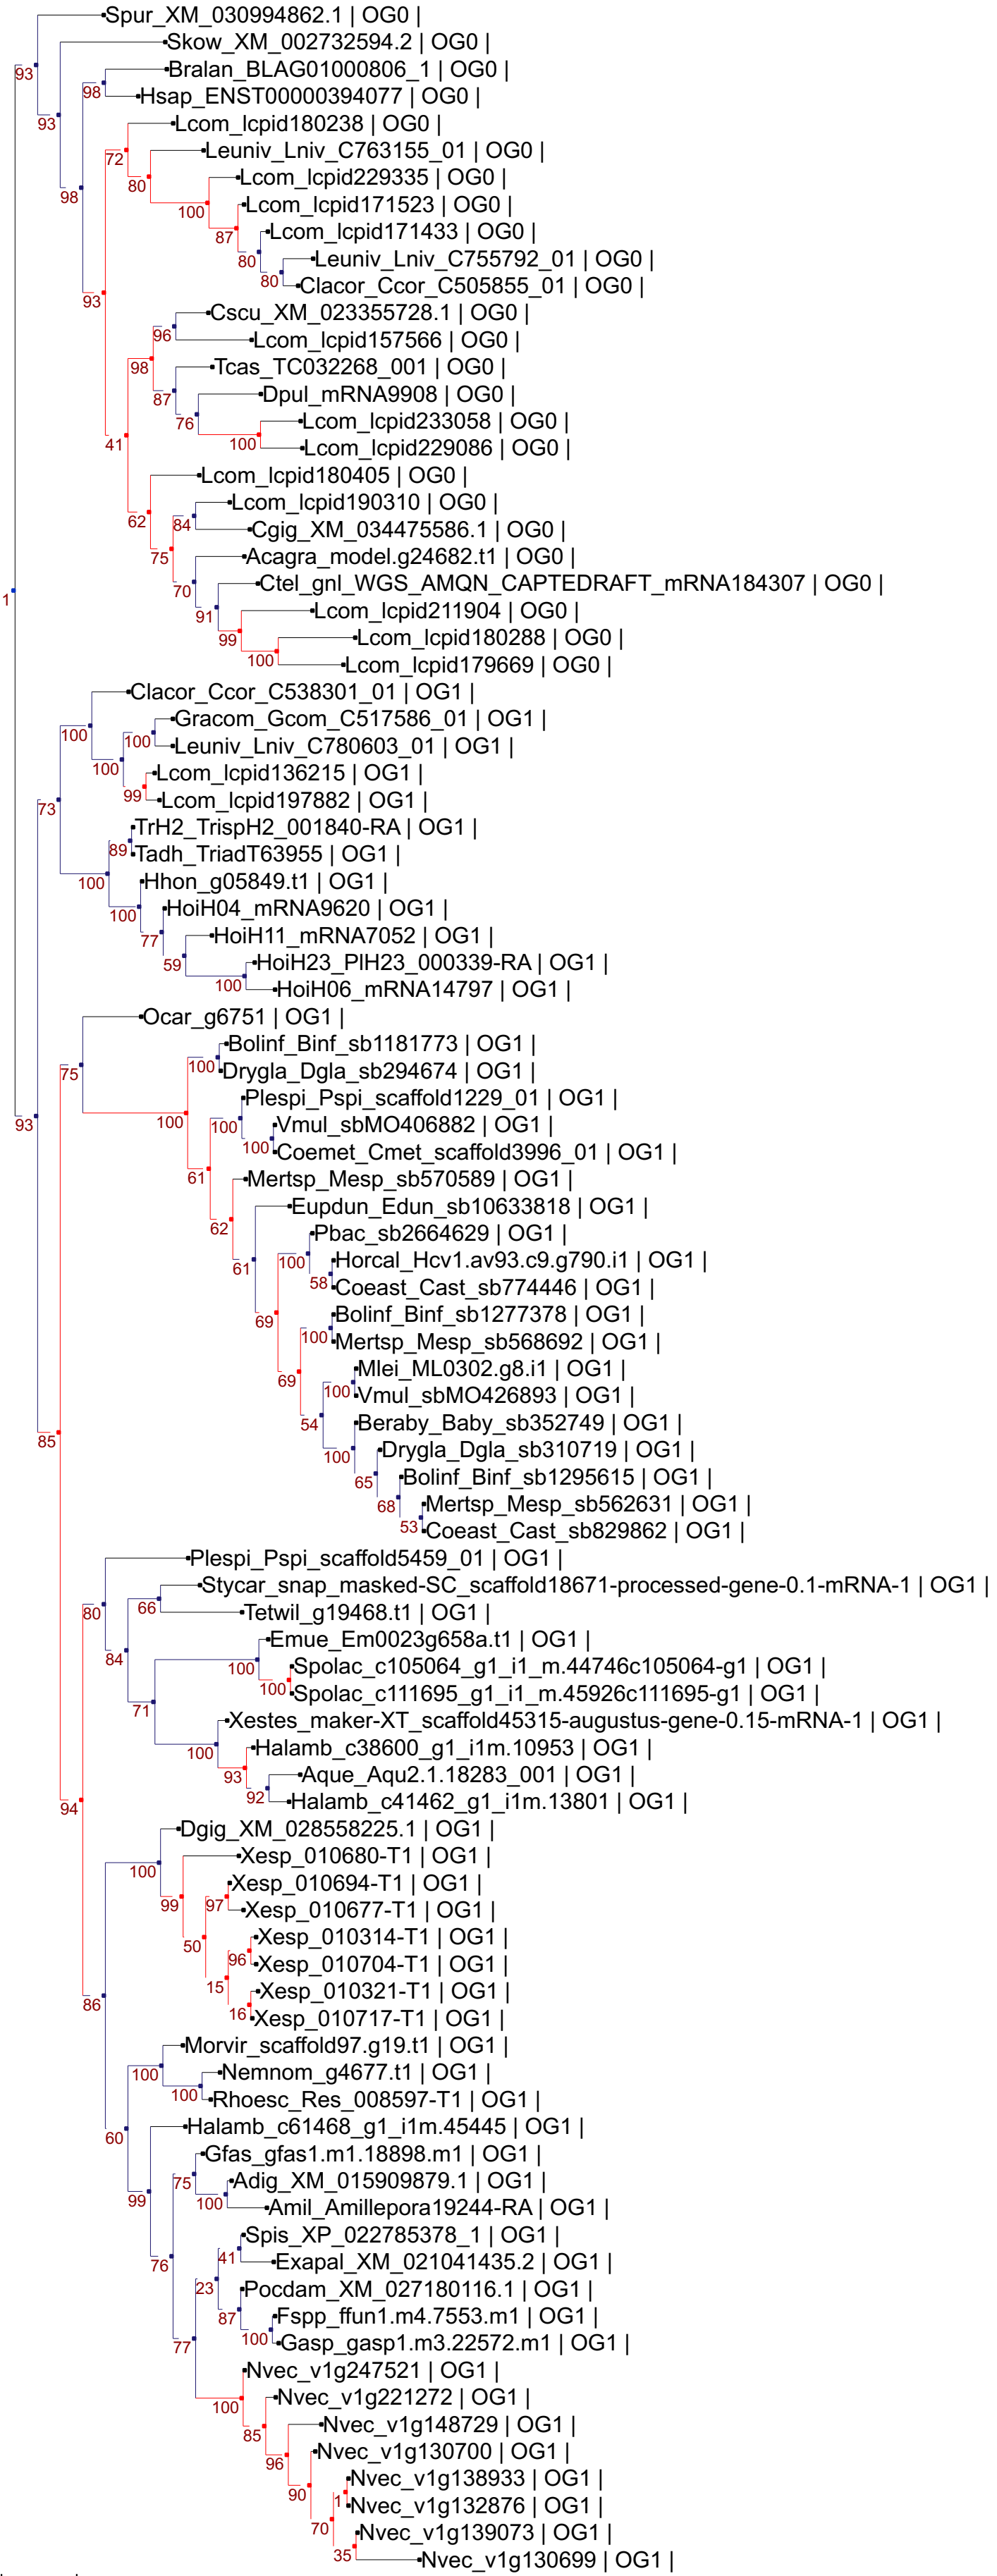 Spur_XM_030994862.1 | OG0 |
Skow_XM_002732594.2 | OG0 |
Bralan_BLAG01000806_1 | OG0 |
93
98
Hsap_ENST00000394077 | OG0 |
93
Lcom_lcpid180238 | OG0 |
Leuniv_Lniv_C763155_01 | OG0 |
72
Lcom_lcpid229335 | OG0 |
80
98
Lcom_lcpid171523 | OG0 |
100
Lcom_lcpid171433 | OG0 |
87
Leuniv_Lniv_C755792_01 | OG0 |
80
80
Clacor_Ccor_C505855_01 | OG0 |
93
Cscu_XM_023355728.1 | OG0 |
96
Lcom_lcpid157566 | OG0 |
98
Tcas_TC032268_001 | OG0 |
87
Dpul_mRNA9908 | OG0 |
76
Lcom_lcpid233058 | OG0 |
41
100
Lcom_lcpid229086 | OG0 |
Lcom_lcpid180405 | OG0 |
Lcom_lcpid190310 | OG0 |
62
84
Cgig_XM_034475586.1 | OG0 |
75
Acagra_model.g24682.t1 | OG0 |
70
Ctel_gnl_WGS_AMQN_CAPTEDRAFT_mRNA184307 | OG0 |
1
91
Lcom_lcpid211904 | OG0 |
99
Lcom_lcpid180288 | OG0 |
100
Lcom_lcpid179669 | OG0 |
Clacor_Ccor_C538301_01 | OG1 |
Gracom_Gcom_C517586_01 | OG1 |
100
100
Leuniv_Lniv_C780603_01 | OG1 |
100
Lcom_lcpid136215 | OG1 |
99
Lcom_lcpid197882 | OG1 |
73
TrH2_TrispH2_001840-RA | OG1 |
89
Tadh_TriadT63955 | OG1 |
100
Hhon_g05849.t1 | OG1 |
100
HoiH04_mRNA9620 | OG1 |
77
HoiH11_mRNA7052 | OG1 |
59
HoiH23_PlH23_000339-RA | OG1 |
100
HoiH06_mRNA14797 | OG1 |
Ocar_g6751 | OG1 |
Bolinf_Binf_sb1181773 | OG1 |
100
75
Drygla_Dgla_sb294674 | OG1 |
Plespi_Pspi_scaffold1229_01 | OG1 |
93
100
100
Vmul_sbMO406882 | OG1 |
100
Coemet_Cmet_scaffold3996_01 | OG1 |
61
Mertsp_Mesp_sb570589 | OG1 |
Eupdun_Edun_sb10633818 | OG1 |
62
Pbac_sb2664629 | OG1 |
61
100
Horcal_Hcv1.av93.c9.g790.i1 | OG1 |
58
Coeast_Cast_sb774446 | OG1 |
69
Bolinf_Binf_sb1277378 | OG1 |
100
Mertsp_Mesp_sb568692 | OG1 |
69
Mlei_ML0302.g8.i1 | OG1 |
100
Vmul_sbMO426893 | OG1 |
54
Beraby_Baby_sb352749 | OG1 |
85
100
Drygla_Dgla_sb310719 | OG1 |
65
Bolinf_Binf_sb1295615 | OG1 |
68
Mertsp_Mesp_sb562631 | OG1 |
53
Coeast_Cast_sb829862 | OG1 |
Plespi_Pspi_scaffold5459_01 | OG1 |
Stycar_snap_masked-SC_scaffold18671-processed-gene-0.1-mRNA-1 | OG1 |
66
80
Tetwil_g19468.t1 | OG1 |
Emue_Em0023g658a.t1 | OG1 |
84
100
Spolac_c105064_g1_i1_m.44746c105064-g1 | OG1 |
100
Spolac_c111695_g1_i1_m.45926c111695-g1 | OG1 |
71
Xestes_maker-XT_scaffold45315-augustus-gene-0.15-mRNA-1 | OG1 |
100
Halamb_c38600_g1_i1m.10953 | OG1 |
93
Aque_Aqu2.1.18283_001 | OG1 |
92
Halamb_c41462_g1_i1m.13801 | OG1 |
94
Dgig_XM_028558225.1 | OG1 |
Xesp_010680-T1 | OG1 |
100
Xesp_010694-T1 | OG1 |
99
97
Xesp_010677-T1 | OG1 |
Xesp_010314-T1 | OG1 |
50
96
Xesp_010704-T1 | OG1 |
15
Xesp_010321-T1 | OG1 |
86
16
Xesp_010717-T1 | OG1 |
Morvir_scaffold97.g19.t1 | OG1 |
100
Nemnom_g4677.t1 | OG1 |
100
Rhoesc_Res_008597-T1 | OG1 |
Halamb_c61468_g1_i1m.45445 | OG1 |
60
Gfas_gfas1.m1.18898.m1 | OG1 |
75
Adig_XM_015909879.1 | OG1 |
99
100
Amil_Amillepora19244-RA | OG1 |
Spis_XP_022785378_1 | OG1 |
41
76
Exapal_XM_021041435.2 | OG1 |
23
Pocdam_XM_027180116.1 | OG1 |
87
Fspp_ffun1.m4.7553.m1 | OG1 |
100
77
Gasp_gasp1.m3.22572.m1 | OG1 |
Nvec_v1g247521 | OG1 |
Nvec_v1g221272 | OG1 |
100
Nvec_v1g148729 | OG1 |
85
Nvec_v1g130700 | OG1 |
96
Nvec_v1g138933 | OG1 |
90
1
Nvec_v1g132876 | OG1 |
70
Nvec_v1g139073 | OG1 |
35
Nvec_v1g130699 | OG1 |